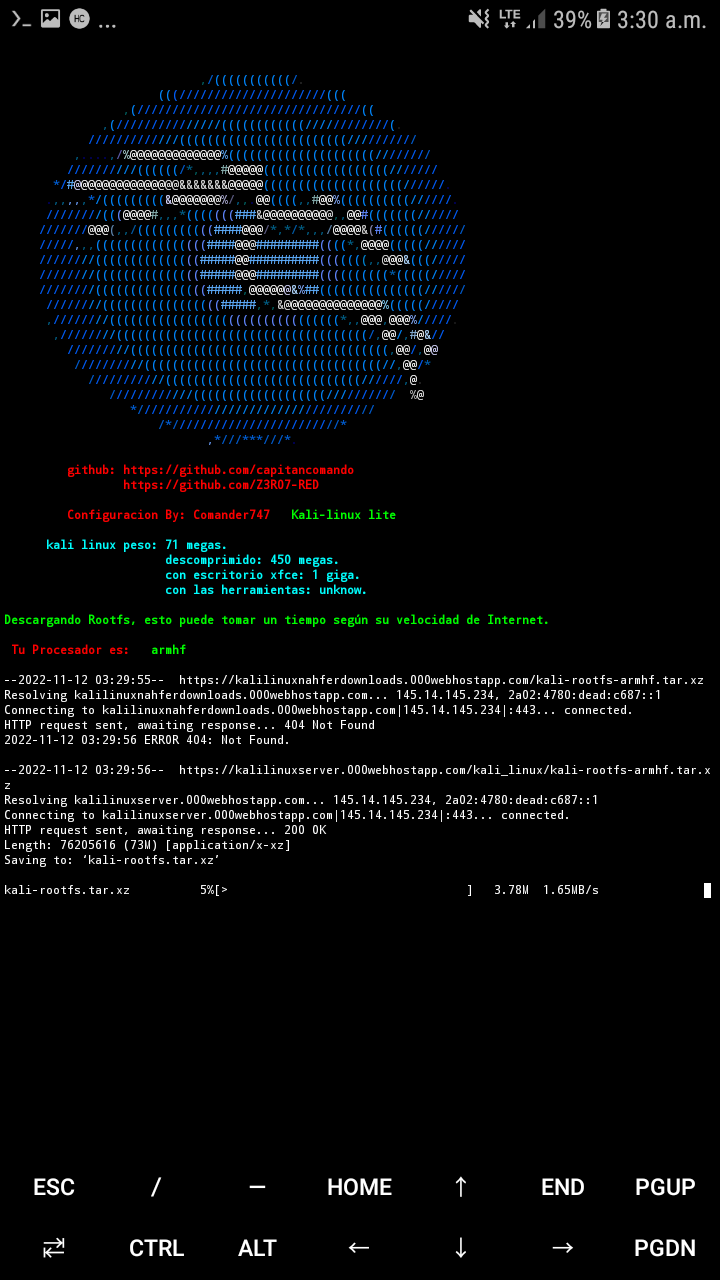 LTE 39% 3:30 a.m.
HC ...
github: https://github.com/capitancomando
https://github.com/Z3R07-RED
Configuracion By: Comander747 Kali-linux lite
kali linux peso: 71 megas.
descomprimido: 450 megas.
con escritorio xfce: 1 giga.
con las herramientas: unknow.
Descargando Rootfs, esto puede tomar un tiempo según su velocidad de Internet.
Tu Procesador es: armhf
--2022-11-12 03:29:55-- https://kalilinuxnahferdownloads.000webhostapp.com/kali-rootfs-armhf.tar.xz
Resolving kalilinuxnahferdownloads.000webhostapp.com... 145.14.145.234, 2a02:4780:dead:c687::1
Connecting to kalilinuxnahferdownloads.000webhostapp.com|145.14.145.234|:443... connected.
HTTP request sent, awaiting response... 404 Not Found
2022-11-12 03:29:56 ERROR 404: Not Found.
--2022-11-12 03:29:56-- https://kalilinuxserver.000webhostapp.com/kali_linux/kali-rootfs-armhf.tar.x
z
Resolving kalilinuxserver.000webhostapp.com... 145.14.145.234, 2a02:4780:dead:c687::1
Connecting to kalilinuxserver.000webhostapp.com|145.14.145.234|:443... connected.
HTTP request sent, awaiting response... 200 OK
Length: 76205616 (73M) [application/x-xz]
Saving to: ‘kali-rootfs.tar.xz’
kali-rootfs.tar.xz 5%[> ] 3.78M 1.65MB/s
ESC / — HOME ↑ END PGUP
⇄ CTRL ALT ← ↓ → PGDN